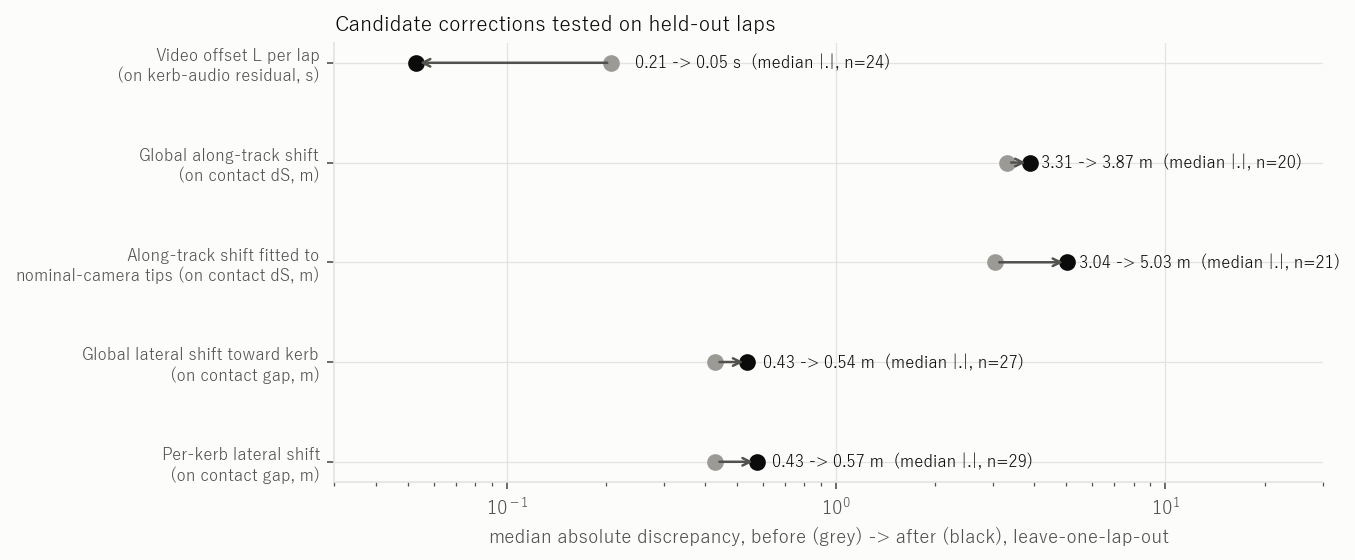 Candidate corrections tested on held-out laps
Video offset L per lap
(on kerb-audio residual, s)
0.21 -> 0.05 s  (median |.|, n=24)
Global along-track shift
(on contact dS, m)
3.31 -> 3.87 m  (median |.|, n=20)
Along-track shift fitted to
nominal-camera tips (on contact dS, m)
3.04 -> 5.03 m  (median |.|, n=21)
Global lateral shift toward kerb
(on contact gap, m)
0.43 -> 0.54 m  (median |.|, n=27)
Per-kerb lateral shift
(on contact gap, m)
0.43 -> 0.57 m  (median |.|, n=29)
10⁻¹ 10⁰ 10¹
median absolute discrepancy, before (grey) -> after (black), leave-one-lap-out